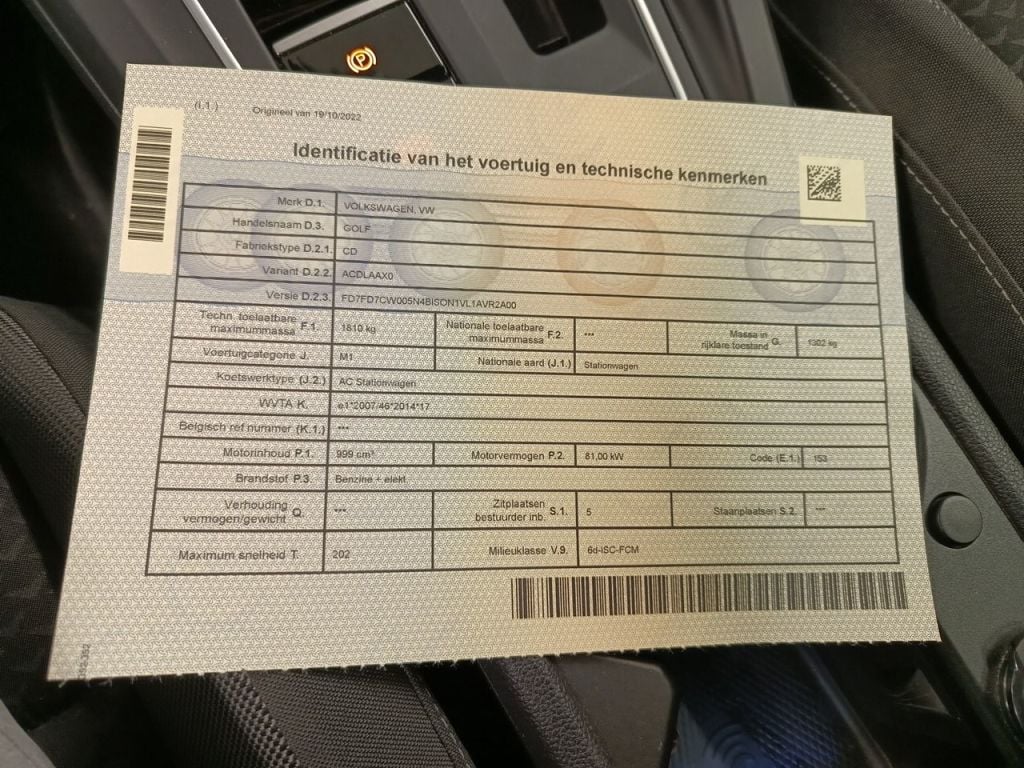 P
(I.1.) Origineel van 19/10/2022
Identificatie van het voertuig en technische kenmerken
Merk D.1. VOLKSWAGEN, VW
Handelsnaam D.3. GOLF
Fabriekstype D.2.1. CD
Variant D.2.2. ACDLAAX0
Versie D.2.3. FD7FD7CW005N4BISON1VL1AVR2A00
Techn. toelaatbare maximummassa F.1. 1810 kg Nationale toelaatbare maximummassa F.2. --- Massa in rijklare toestand G. 1302 kg
Voertuigcategorie J. M1 Nationale aard (J.1.) Stationwagen
Koetswerktype (J.2.) AC Stationwagen
WVTA K. e1*2007/46*2014*17
Belgisch ref nummer (K.1.) ---
Motorinhoud P.1. 999 cm³ Motorvermogen P.2. 81,00 kW Code (E.1.) 153
Brandstof P.3. Benzine + elekt
Verhouding vermogen/gewicht Q. --- Zitplaatsen bestuurder inb. S.1. 5 Staanplaatsen S.2. ---
Maximum snelheid T. 202 Milieuklasse V.9. 6d-ISC-FCM